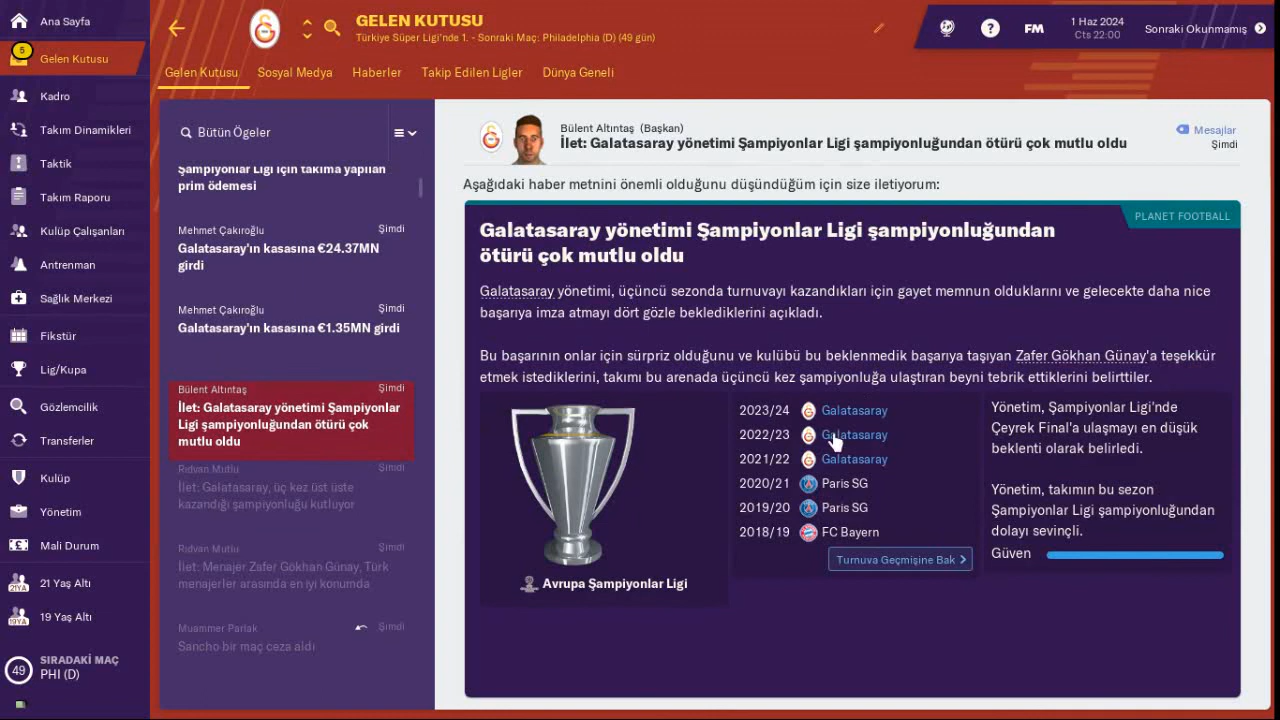 Ana Sayfa
5
Gelen Kutusu
Kadro
Takım Dinamikleri
Taktik
Takım Raporu
Kulüp Çalışanları
Antrenman
Sağlık Merkezi
Fikstür
Lig/Kupa
Gözlemcilik
Transferler
Kulüp
Yönetim
Mali Durum
21YA
21 Yaş Altı
19YA
19 Yaş Altı
49
SIRADAKİ MAÇ
PHI (D)
GELEN KUTUSU
Türkiye Süper Ligi'nde 1. - Sonraki Maç: Philadelphia (D) (49 gün)
?
FM
1 Haz 2024
Cts 22:00
Sonraki Okunmamış
Gelen Kutusu
Sosyal Medya
Haberler
Takip Edilen Ligler
Dünya Geneli
Bütün Ögeler
Şampiyonlar Ligi için takıma yapılan
prim ödemesi
Mehmet Çakıroğlu
Şimdi
Galatasaray'ın kasasına €24.37MN
girdi
Mehmet Çakıroğlu
Şimdi
Galatasaray'ın kasasına €1.35MN girdi
Bülent Altıntaş
Şimdi
İlet: Galatasaray yönetimi Şampiyonlar
Ligi şampiyonluğundan ötürü çok
mutlu oldu
Rıdvan Mutlu
Şimdi
İlet: Galatasaray, üç kez üst üste
kazandığı şampiyonluğu kutluyor
Rıdvan Mutlu
Şimdi
İlet: Menajer Zafer Gökhan Günay, Türk
menajerler arasında en iyi konumda
Muammer Parlak
Şimdi
Sancho bir maç ceza aldı
Bülent Altıntaş (Başkan)
İlet: Galatasaray yönetimi Şampiyonlar Ligi şampiyonluğundan ötürü çok mutlu oldu
Mesajlar
Şimdi
Aşağıdaki haber metnini önemli olduğunu düşündüğüm için size iletiyorum:
PLANET FOOTBALL
Galatasaray yönetimi Şampiyonlar Ligi şampiyonluğundan
ötürü çok mutlu oldu
Galatasaray yönetimi, üçüncü sezonda turnuvayı kazandıkları için gayet memnun olduklarını ve gelecekte daha nice
başarıya imza atmayı dört gözle beklediklerini açıkladı.
Bu başarının onlar için sürpriz olduğunu ve kulübü bu beklenmedik başarıya taşıyan Zafer Gökhan Günay'a teşekkür
etmek istediklerini, takımı bu arenada üçüncü kez şampiyonluğa ulaştıran beyni tebrik ettiklerini belirttiler.
Avrupa Şampiyonlar Ligi
2023/24 Galatasaray
2022/23 Galatasaray
2021/22 Galatasaray
2020/21 Paris SG
2019/20 Paris SG
2018/19 FC Bayern
Turnuva Geçmişine Bak
Yönetim, Şampiyonlar Ligi'nde
Çeyrek Final'a ulaşmayı en düşük
beklenti olarak belirledi.
Yönetim, takımın bu sezon
Şampiyonlar Ligi şampiyonluğundan
dolayı sevinçli.
Güven